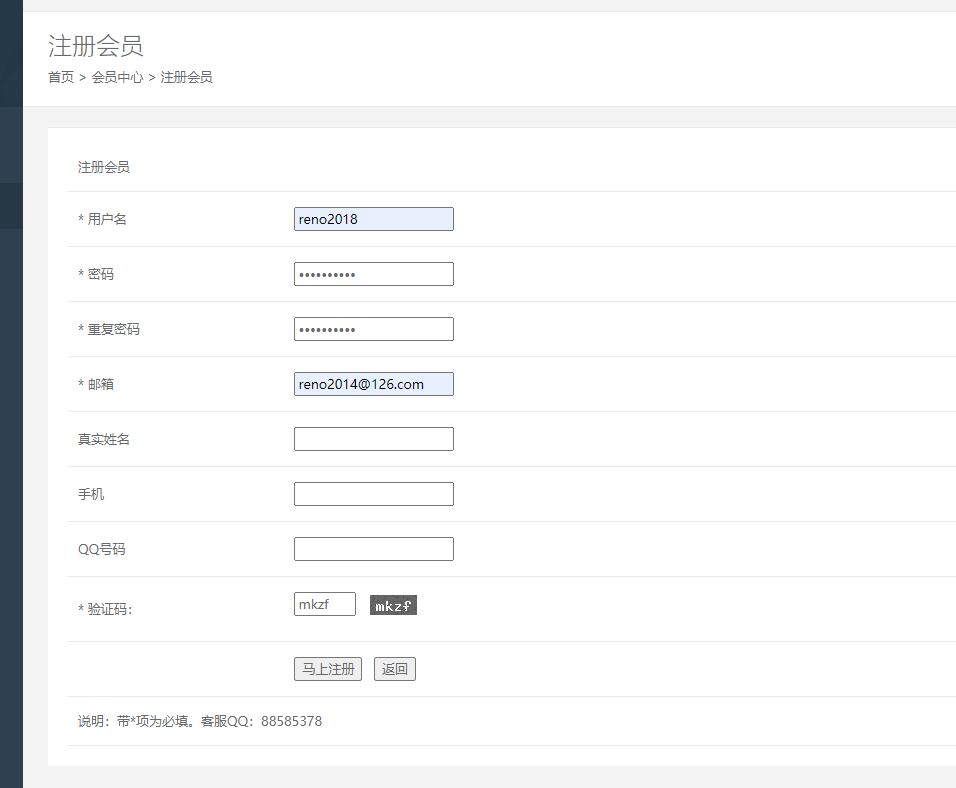 注册会员
首页 > 会员中心 > 注册会员
注册会员
* 用户名 reno2018
* 密码 ••••••••••
* 重复密码 ••••••••••
* 邮箱 reno2014@126.com
真实姓名
手机
QQ号码
* 验证码: mkzf mkzf
马上注册 返回
说明：带*项为必填。客服QQ：88585378